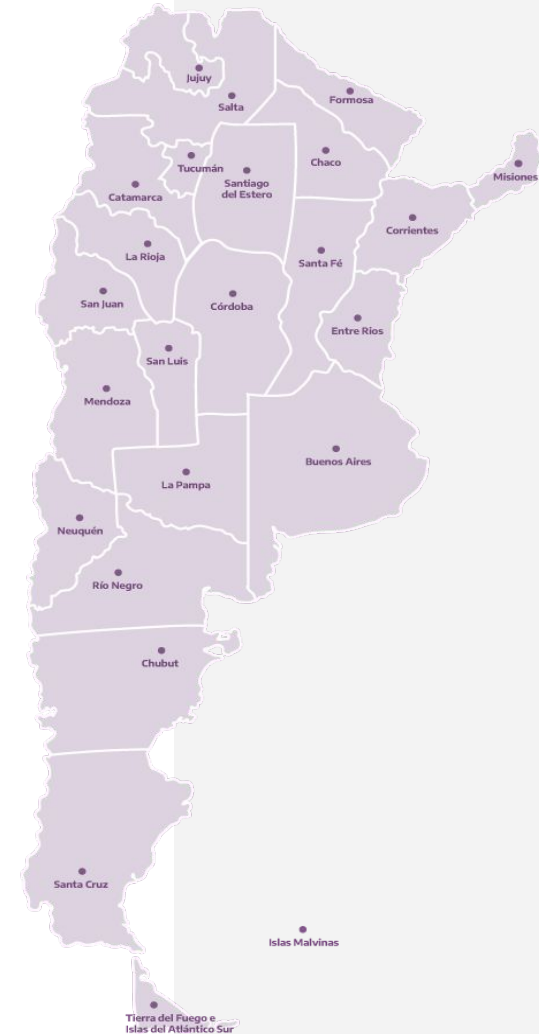 Jujuy
Salta
Formosa
Chaco
Tucumán
Misiones
Santiago
del Estero
Catamarca
Corrientes
La Rioja
Santa Fé
San Juan
Córdoba
Entre Rios
San Luis
Mendoza
Buenos Aires
La Pampa
Neuquén
Río Negro
Chubut
Santa Cruz
Islas Malvinas
Tierra del Fuego e
Islas del Atlántico Sur